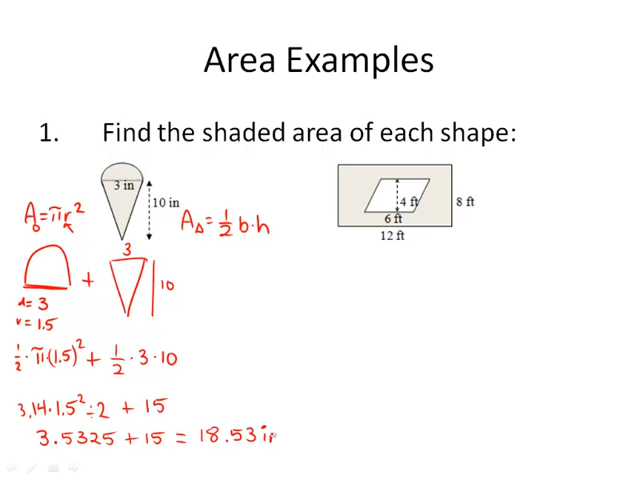 Area Examples
1. Find the shaded area of each shape:
3 in
10 in
A○=πr²
A△=1/2 b·h
4 ft
8 ft
6 ft
12 ft
3
+
10
d=3
r=1.5
1/2·π(1.5)²+1/2·3·10
3.14·1.5²÷2 + 15
3.5325+15=18.53in